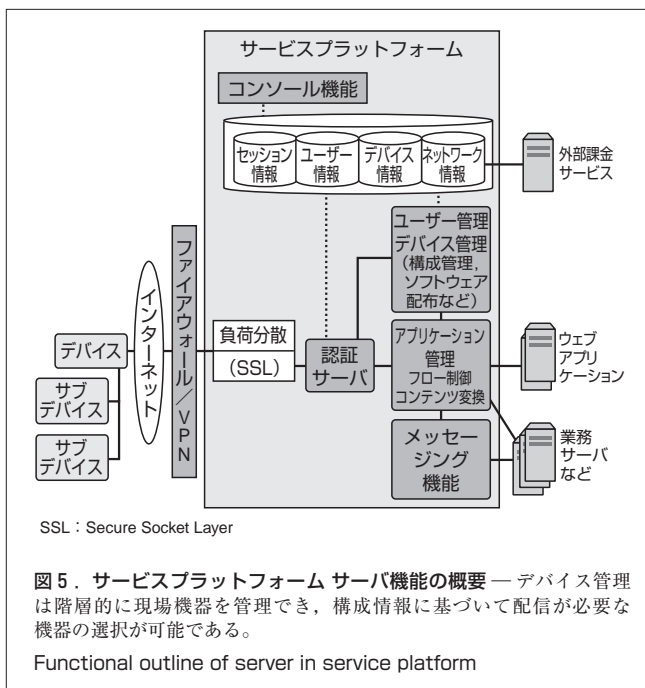 サービスプラットフォーム
コンソール機能
セッション
情報
ユーザー
情報
デバイス
情報
ネットワーク
情報
外部課金
サービス
ユーザー管理
デバイス管理
(構成管理,
ソフトウェア
配布など)
ファイアウォール/VPN
インターネット
デバイス
サブ
デバイス
サブ
デバイス
負荷分散
(SSL)
認証
サーバ
アプリケーション
管理
フロー制御
コンテンツ変換
ウェブ
アプリ
ケーション
メッセー
ジング
機能
業務
サーバ
など
SSL:Secure Socket Layer
図5.サービスプラットフォーム サーバ機能の概要 — デバイス管理
は階層的に現場機器を管理でき,構成情報に基づいて配信が必要な
機器の選択が可能である。
Functional outline of server in service platform